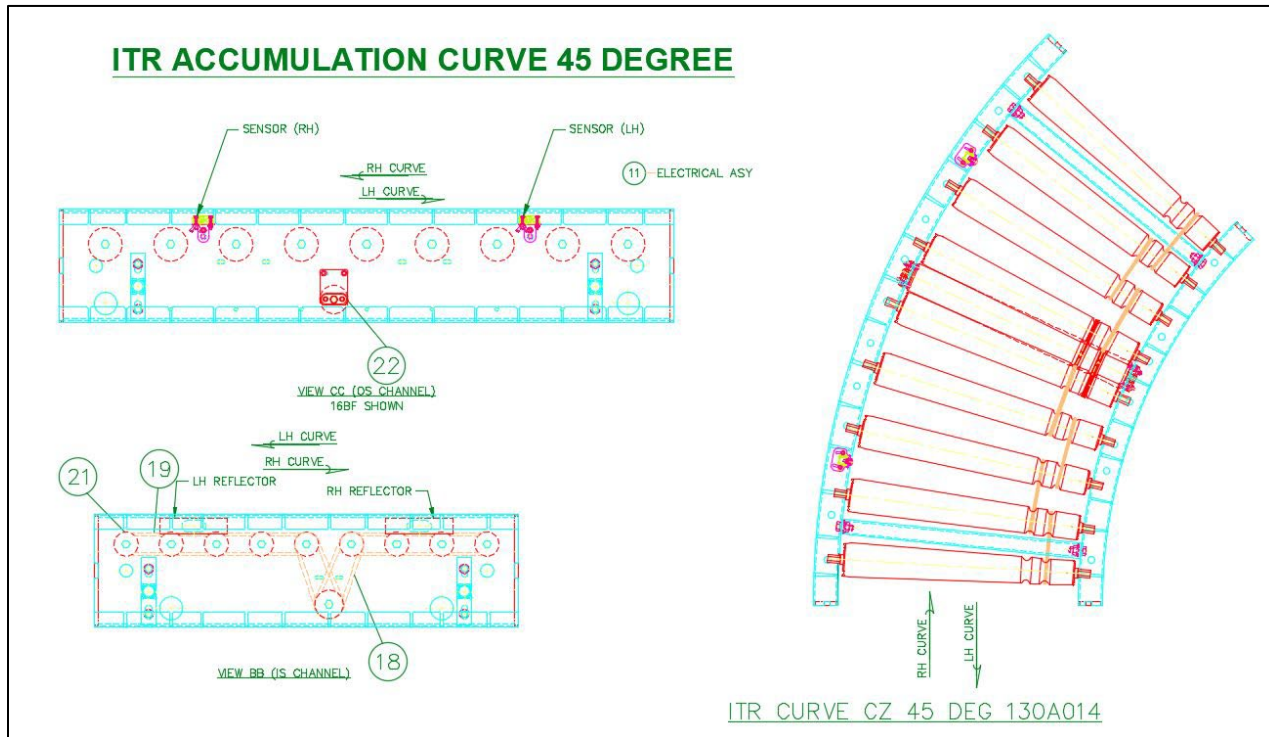 ITR ACCUMULATION CURVE 45 DEGREE
SENSOR (RH)
SENSOR (LH)
RH CURVE
LH CURVE
11 ELECTRICAL ASY
22
VIEW CC (OS CHANNEL)
16BF SHOWN
LH CURVE
RH CURVE
21
19
LH REFLECTOR
RH REFLECTOR
18
VIEW BB (IS CHANNEL)
RH CURVE
LH CURVE
ITR CURVE CZ 45 DEG 130A014